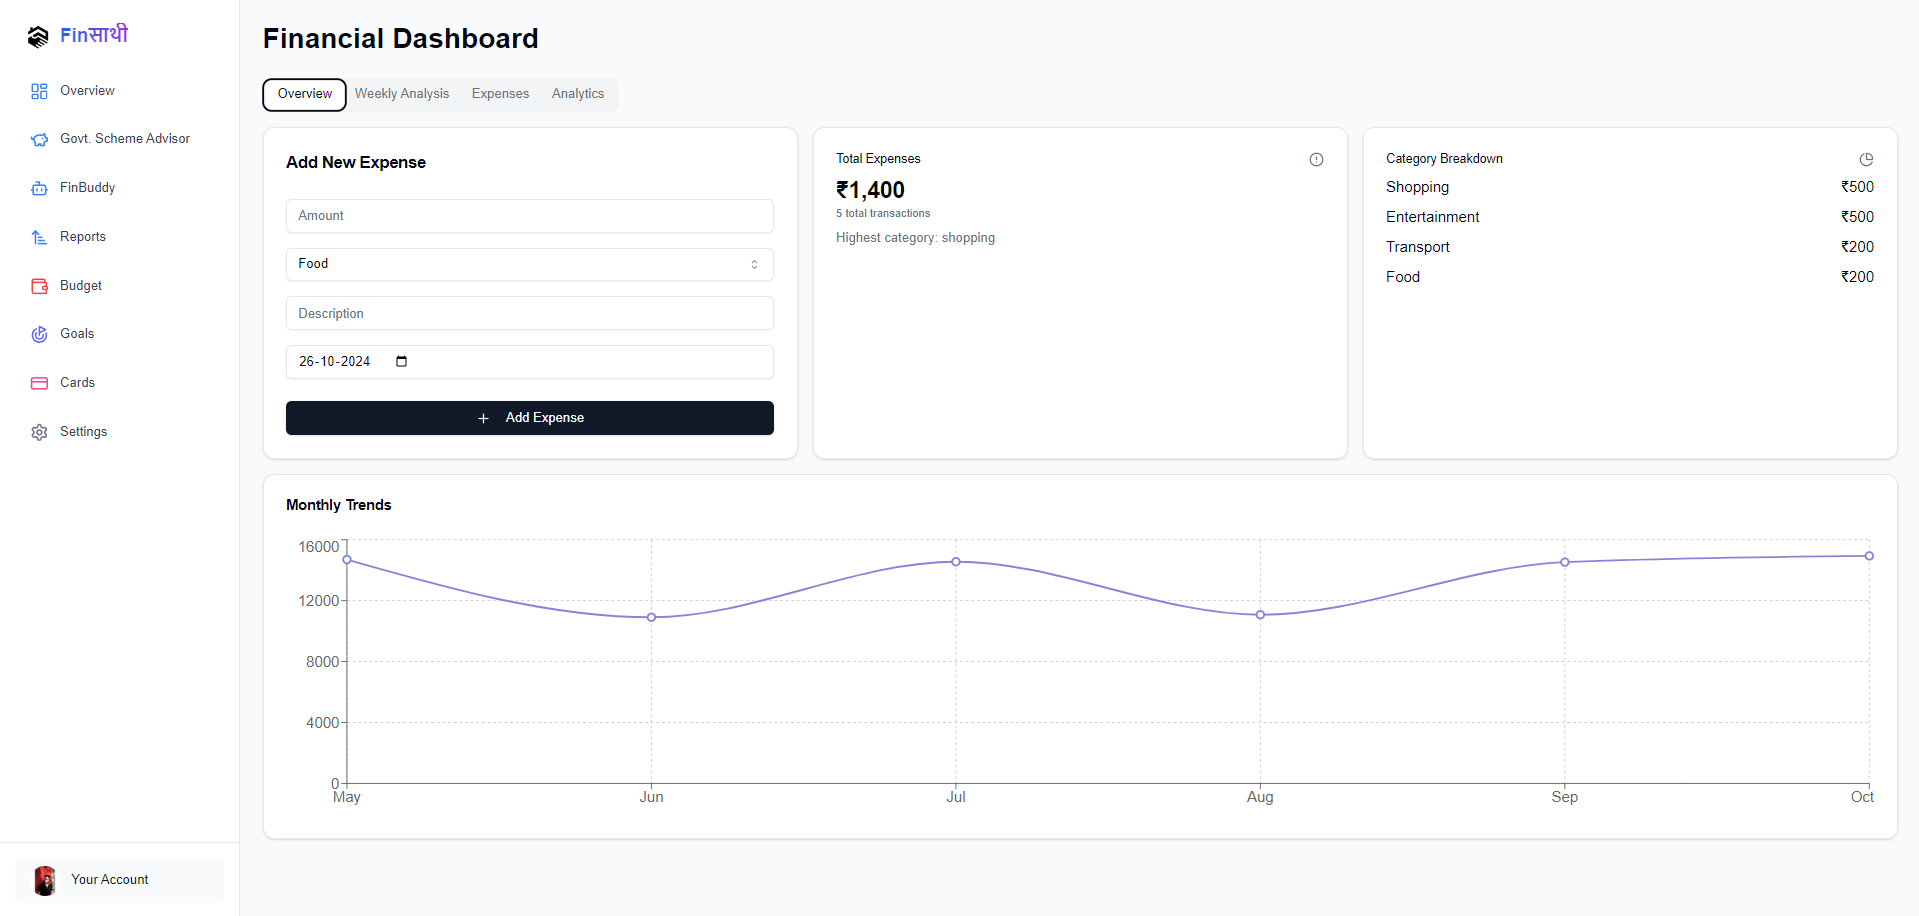 Finसाथी
Overview
Govt. Scheme Advisor
FinBuddy
Reports
Budget
Goals
Cards
Settings
Your Account
Financial Dashboard
Overview Weekly Analysis Expenses Analytics
Add New Expense
Amount
Food
Description
26-10-2024
+ Add Expense
Total Expenses
₹1,400
5 total transactions
Highest category: shopping
Category Breakdown
Shopping ₹500
Entertainment ₹500
Transport ₹200
Food ₹200
Monthly Trends
16000
12000
8000
4000
0
May Jun Jul Aug Sep Oct